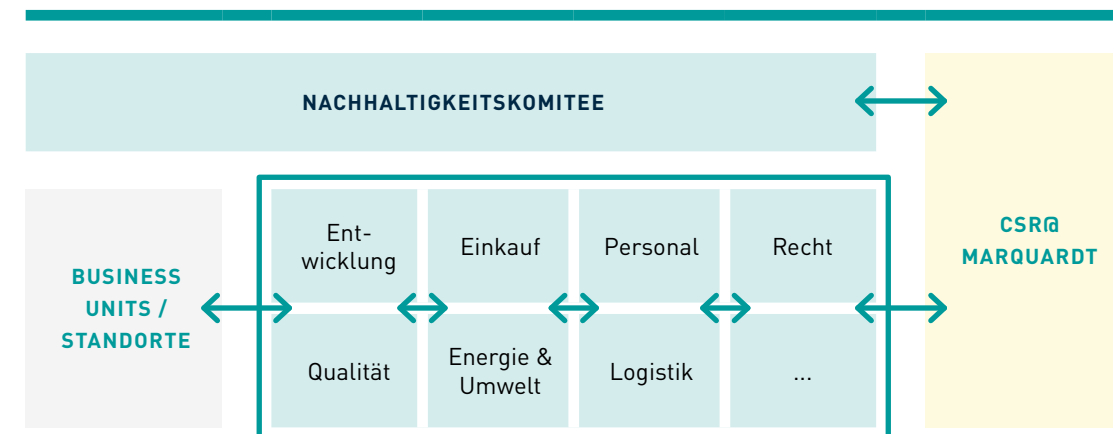 NACHHALTIGKEITSKOMITEE
BUSINESS
UNITS /
STANDORTE
Ent-
wicklung
Einkauf
Personal
Recht
Qualität
Energie &
Umwelt
Logistik
...
CSR@
MARQUARDT